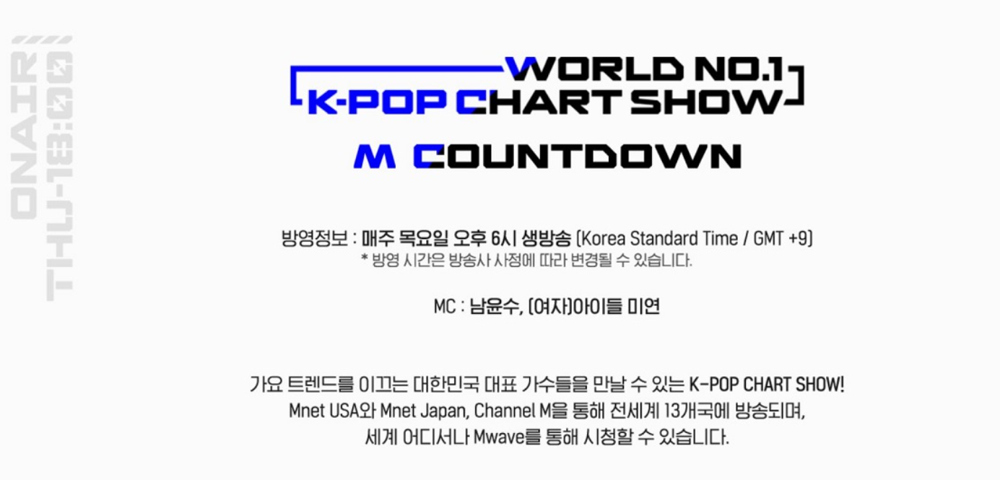 ONAIR
THU-18:00
WORLD NO.1
K-POP CHART SHOW
M COUNTDOWN
방영정보 : 매주 목요일 오후 6시 생방송 (Korea Standard Time / GMT +9)
* 방영 시간은 방송사 사정에 따라 변경될 수 있습니다.
MC : 남윤수, (여자)아이들 미연
가요 트렌드를 이끄는 대한민국 대표 가수들을 만날 수 있는 K-POP CHART SHOW!
Mnet USA와 Mnet Japan, Channel M을 통해 전세계 13개국에 방송되며,
세계 어디서나 Mwave를 통해 시청할 수 있습니다.